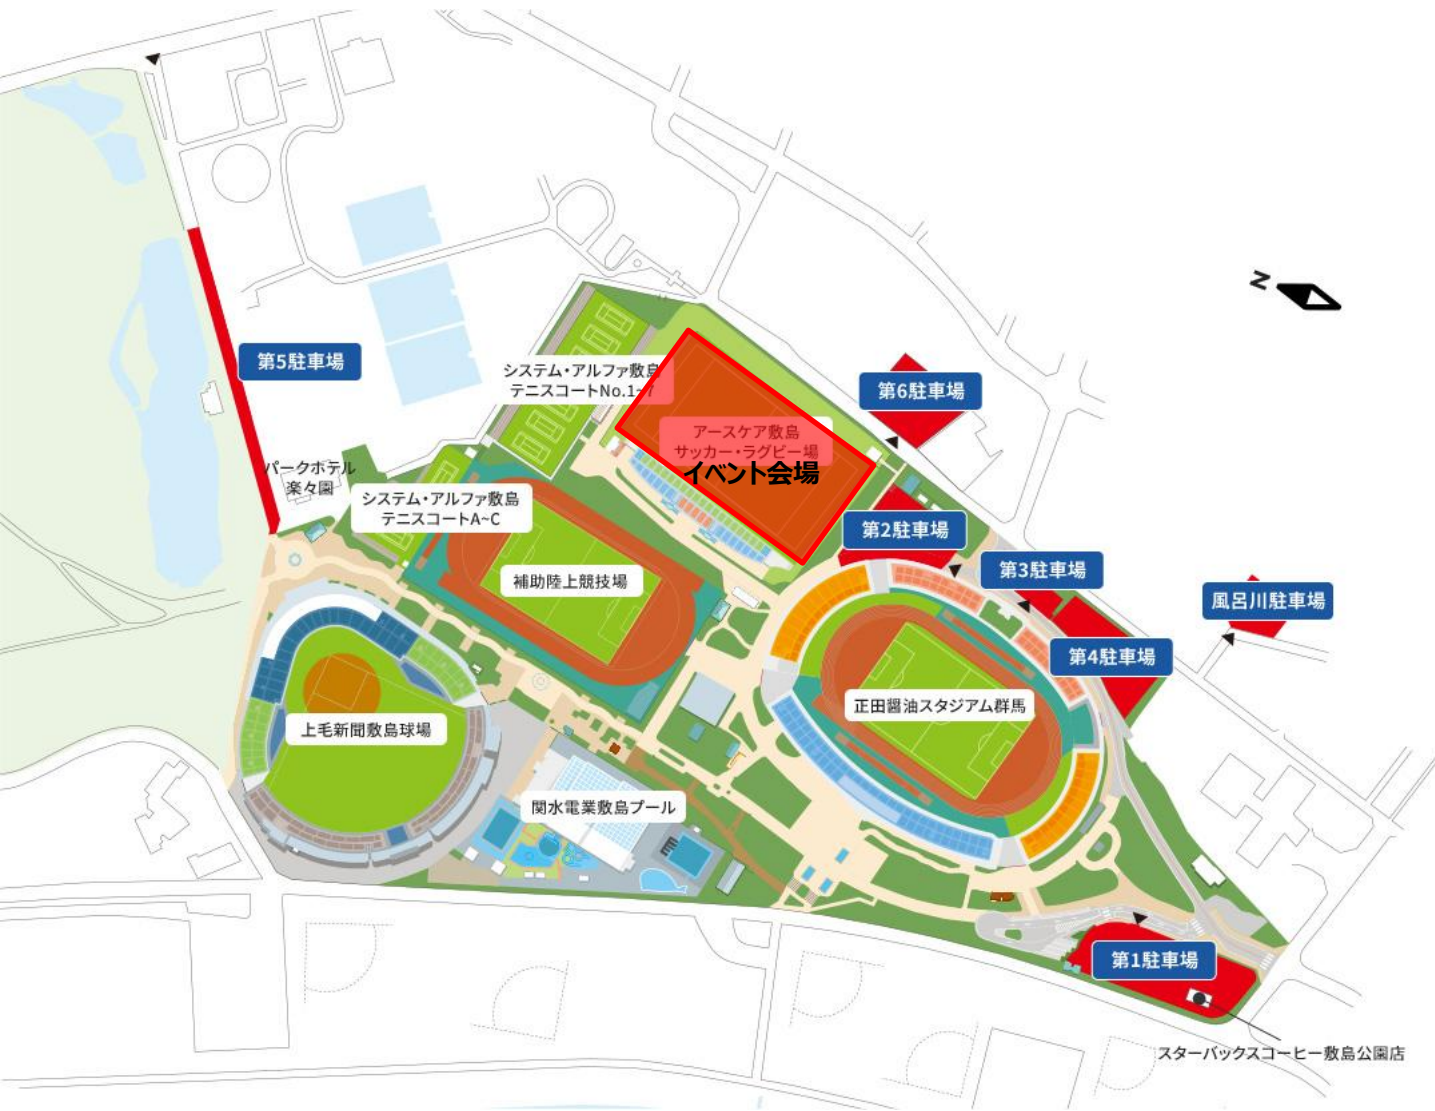 N
第5駐車場
システム・アルファ敷島
テニスコートNo.1~7
第6駐車場
アースケア敷島
サッカー・ラグビー場
イベント会場
パークホテル
楽々園
システム・アルファ敷島
テニスコートA~C
第2駐車場
補助陸上競技場
第3駐車場
風呂川駐車場
第4駐車場
正田醤油スタジアム群馬
上毛新聞敷島球場
関水電業敷島プール
第1駐車場
スターバックスコーヒー敷島公園店